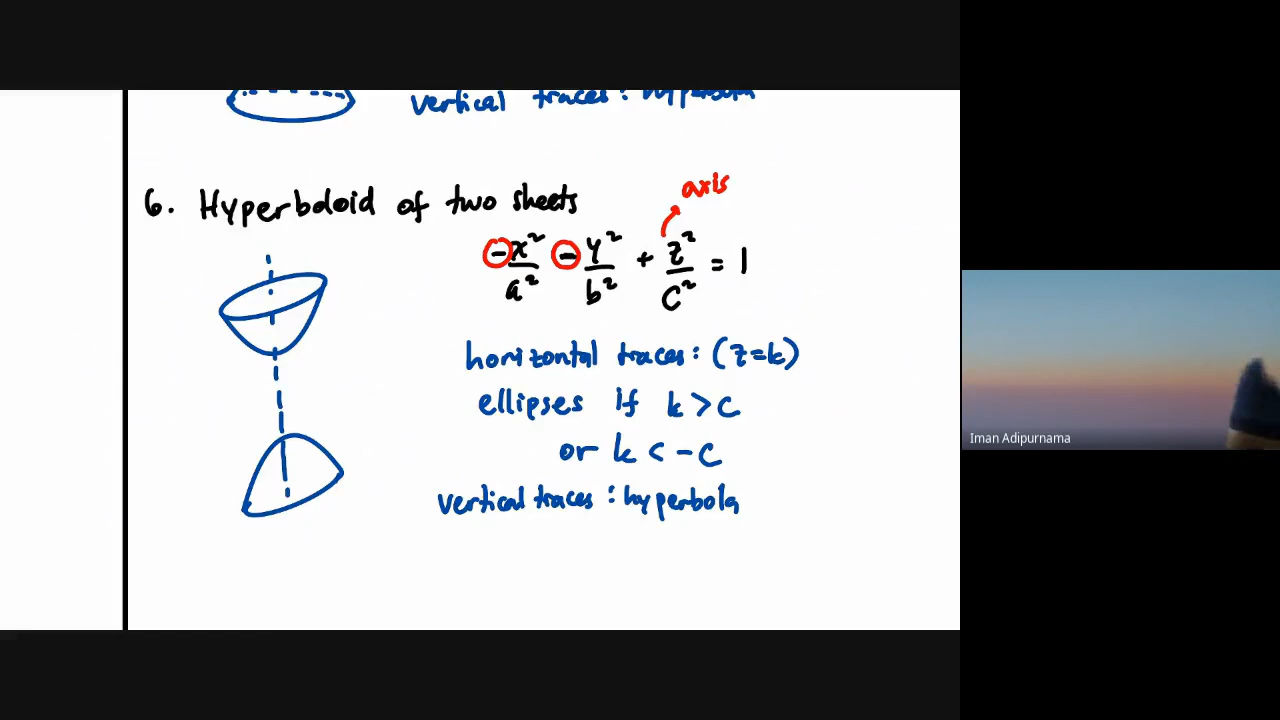 vertical traces : hyperbola
6. Hyperboloid of two sheets
axis
- x²/a² - y²/b² + z²/c² = 1
horizontal traces: (z=k)
ellipses if k > c
or k < -c
vertical traces : hyperbola
Iman Adipurnama